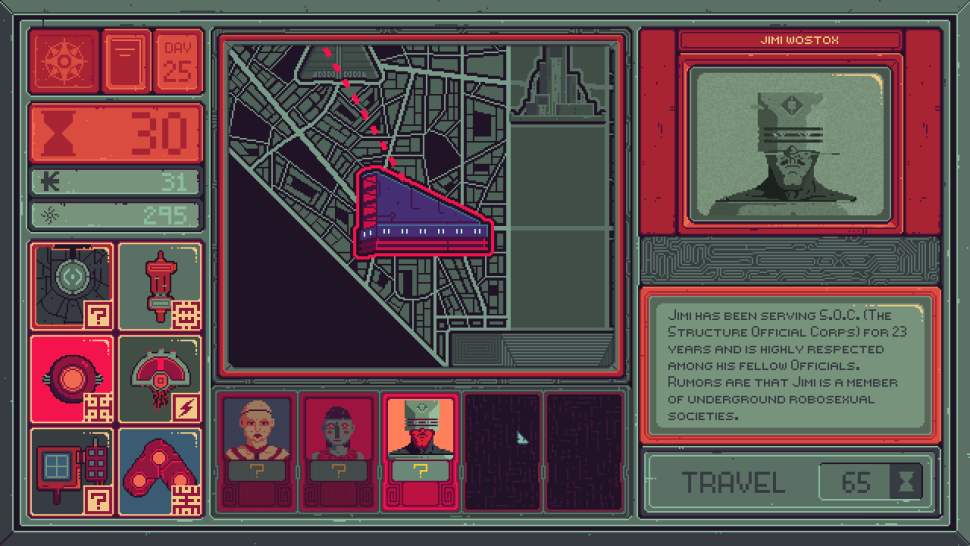 DAY
25
30
31
295
?
?
?
?
?
JIMI WOSTOX
JIMI HAS BEEN SERVING S.O.C. (THE
STRUCTURE OFFICIAL CORPS) FOR 23
YEARS AND IS HIGHLY RESPECTED
AMONG HIS FELLOW OFFICIALS.
RUMORS ARE THAT JIMI IS A MEMBER
OF UNDERGROUND ROBOSEXUAL
SOCIETIES.
TRAVEL 65